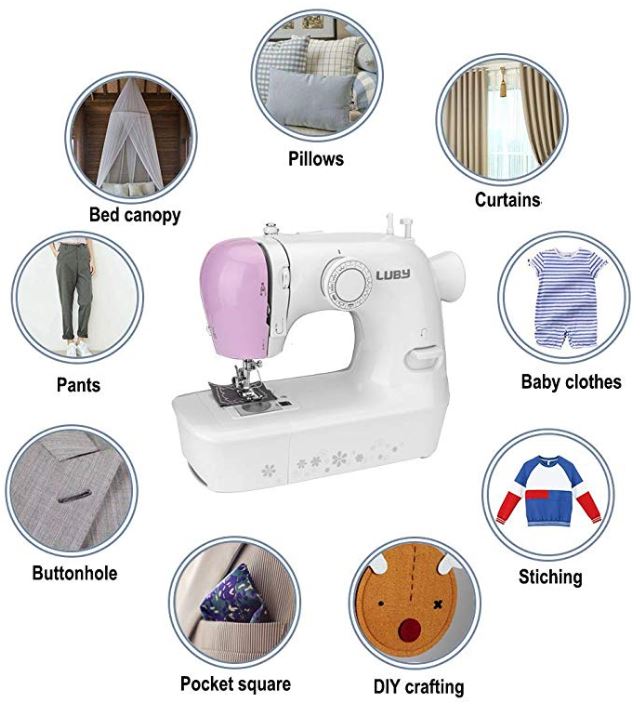 Pillows
Curtains
Bed canopy
LUBY
Pants
Baby clothes
Buttonhole
Stiching
Pocket square
DIY crafting